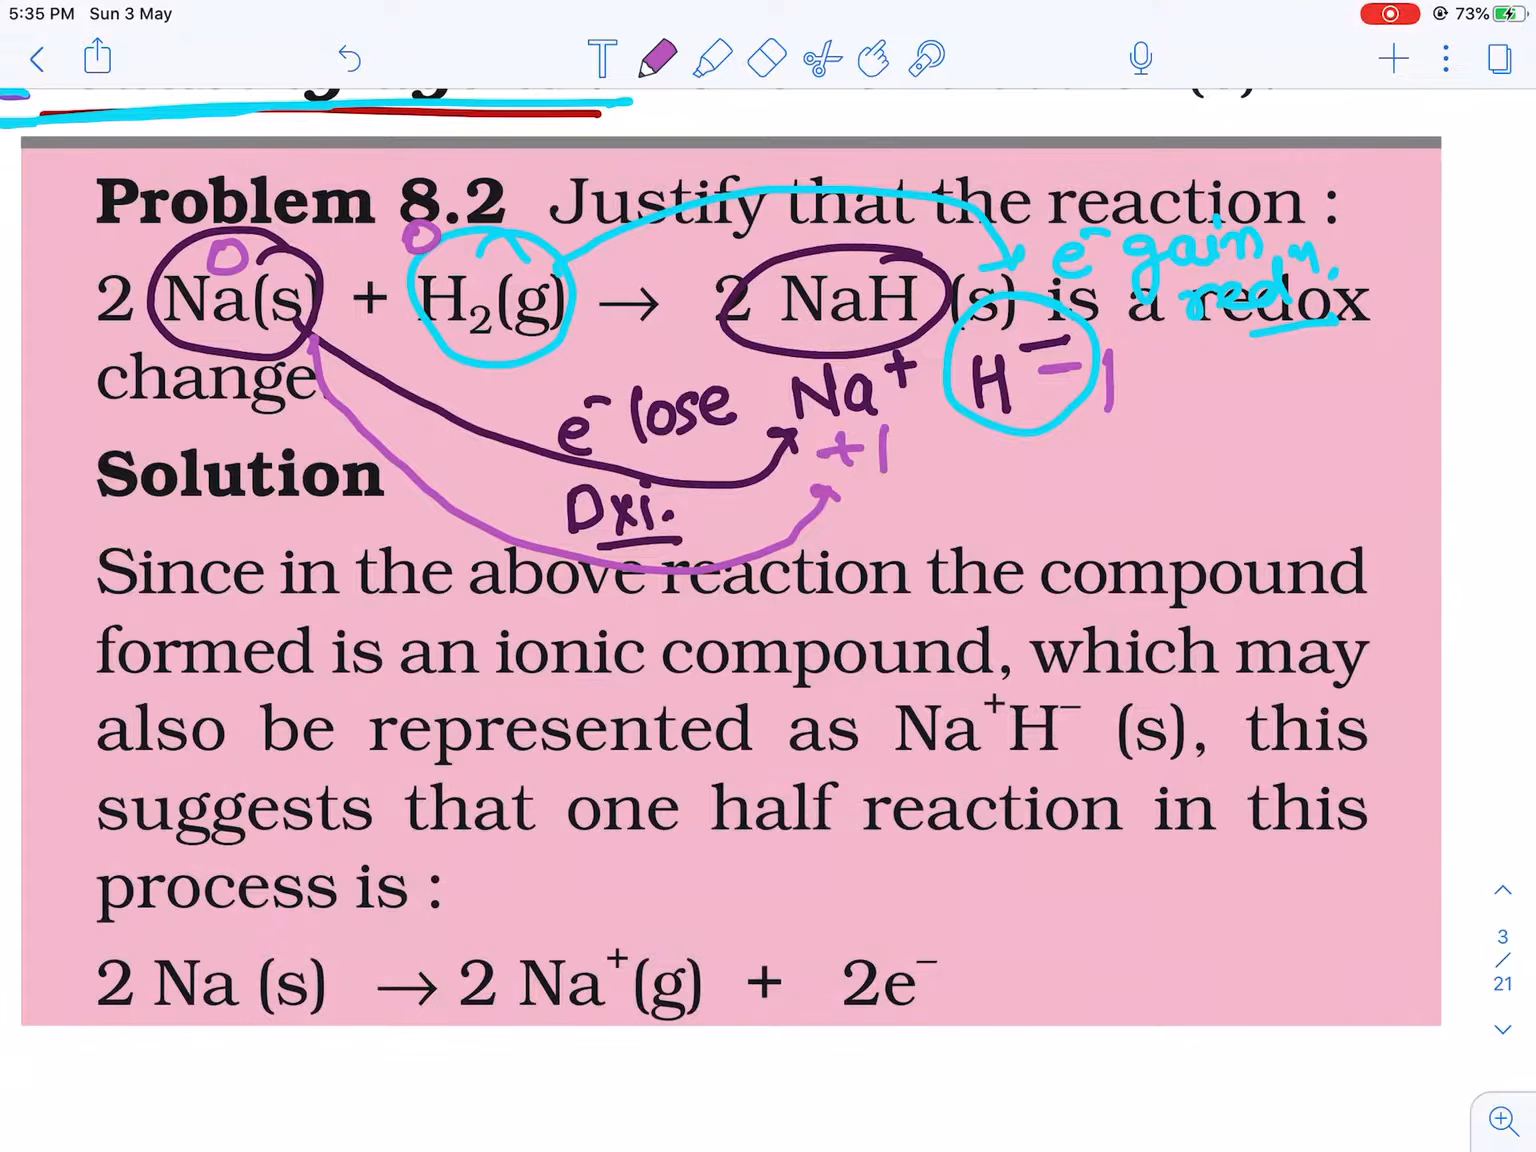 5:35 PM Sun 3 May
73%
T
Problem 8.2 Justify that the reaction :
0 0
e⁻ gain
2 Na(s) + H₂(g) → 2 NaH (s) is a redox
redⁿ.
change.
e⁻ lose Na⁺ H⁻ -1
+1
Solution
Oxi.
Since in the above reaction the compound
formed is an ionic compound, which may
also be represented as Na⁺H⁻ (s), this
suggests that one half reaction in this
process is :
2 Na (s) → 2 Na⁺(g) + 2e⁻
3
/
21